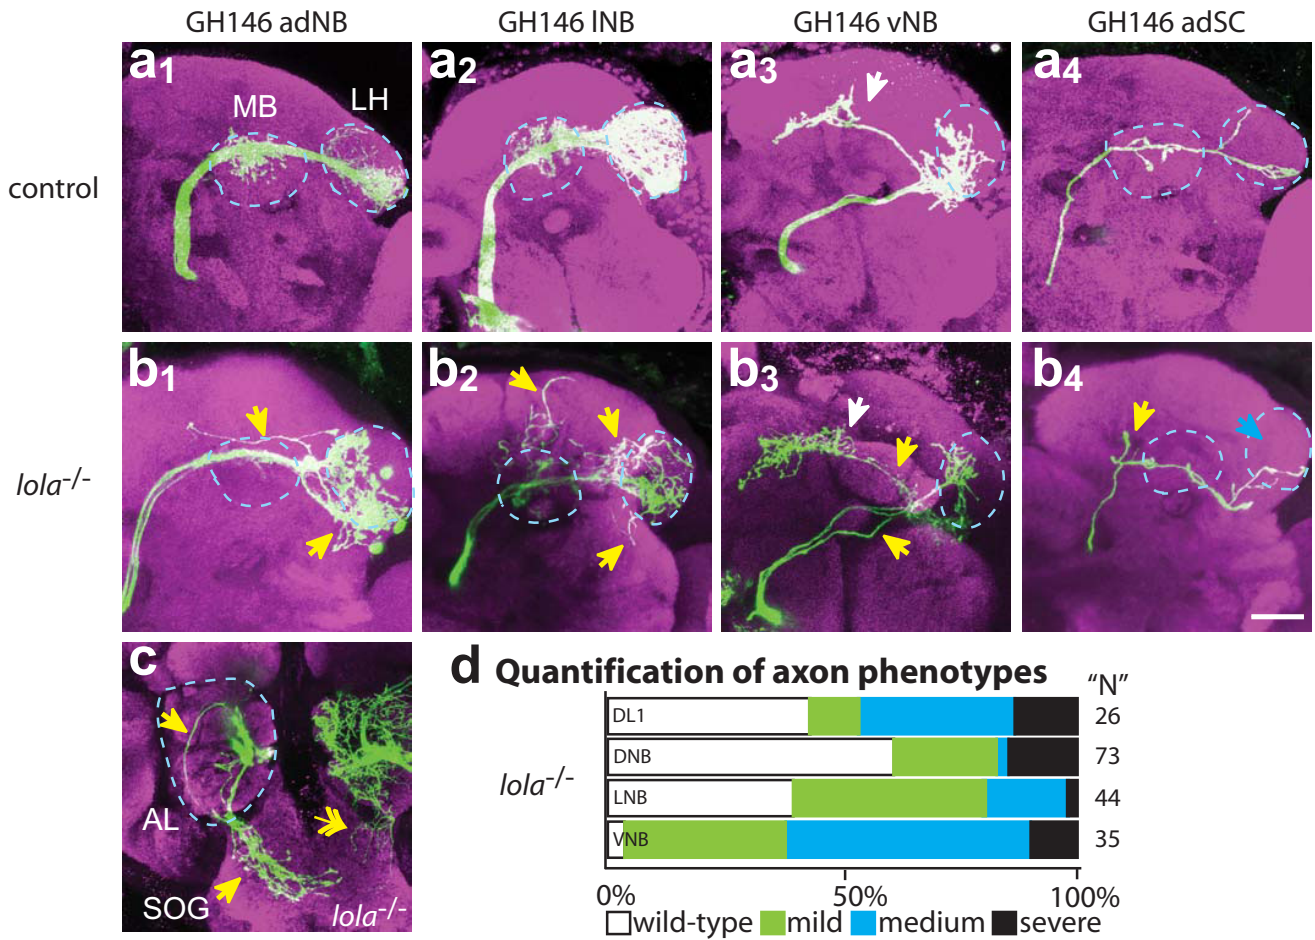 GH146 adNB GH146 lNB GH146 vNB GH146 adSC
control
a1 MB LH a2 a3 a4
lola-/-
b1 b2 b3 b4
c AL SOG lola-/-
d Quantification of axon phenotypes
"N"
lola-/-
DL1 26
DNB 73
LNB 44
VNB 35
0% 50% 100%
wild-type mild medium severe